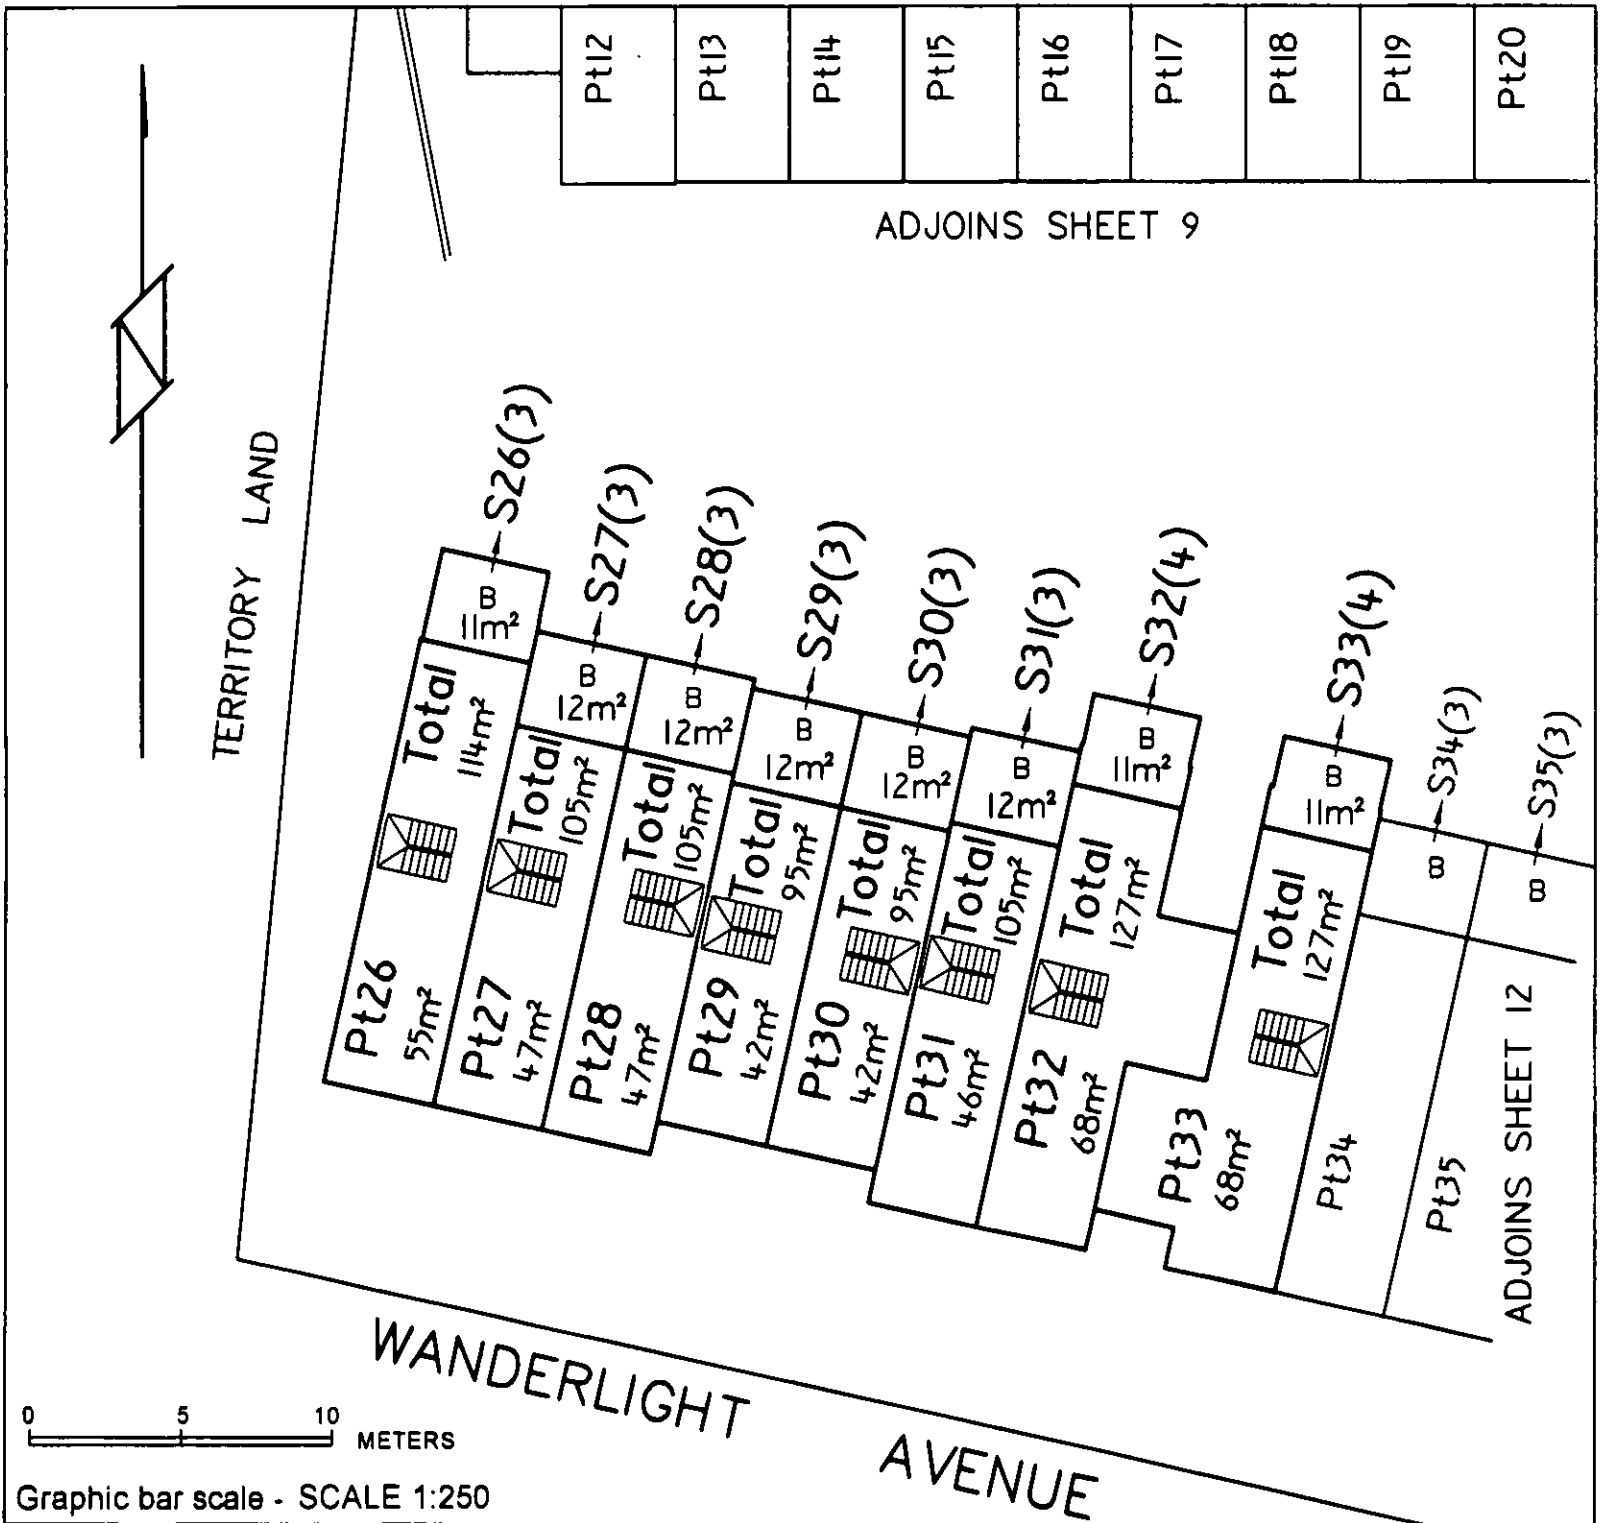 Pt12
Pt13
Pt14
Pt15
Pt16
Pt17
Pt18
Pt19
Pt20
ADJOINS SHEET 9
TERRITORY LAND
S26(3)
S27(3)
S28(3)
S29(3)
S30(3)
S31(3)
S32(4)
S33(4)
S34(3)
S35(3)
B
11m²
B
12m²
B
12m²
B
12m²
B
12m²
B
12m²
B
11m²
B
11m²
B
B
Total
114m²
Total
105m²
Total
105m²
Total
95m²
Total
95m²
Total
105m²
Total
127m²
Total
127m²
Pt26
55m²
Pt27
47m²
Pt28
47m²
Pt29
42m²
Pt30
42m²
Pt31
46m²
Pt32
68m²
Pt33
68m²
Pt34
Pt35
ADJOINS SHEET 12
WANDERLIGHT AVENUE
0 5 10
METERS
Graphic bar scale - SCALE 1:250